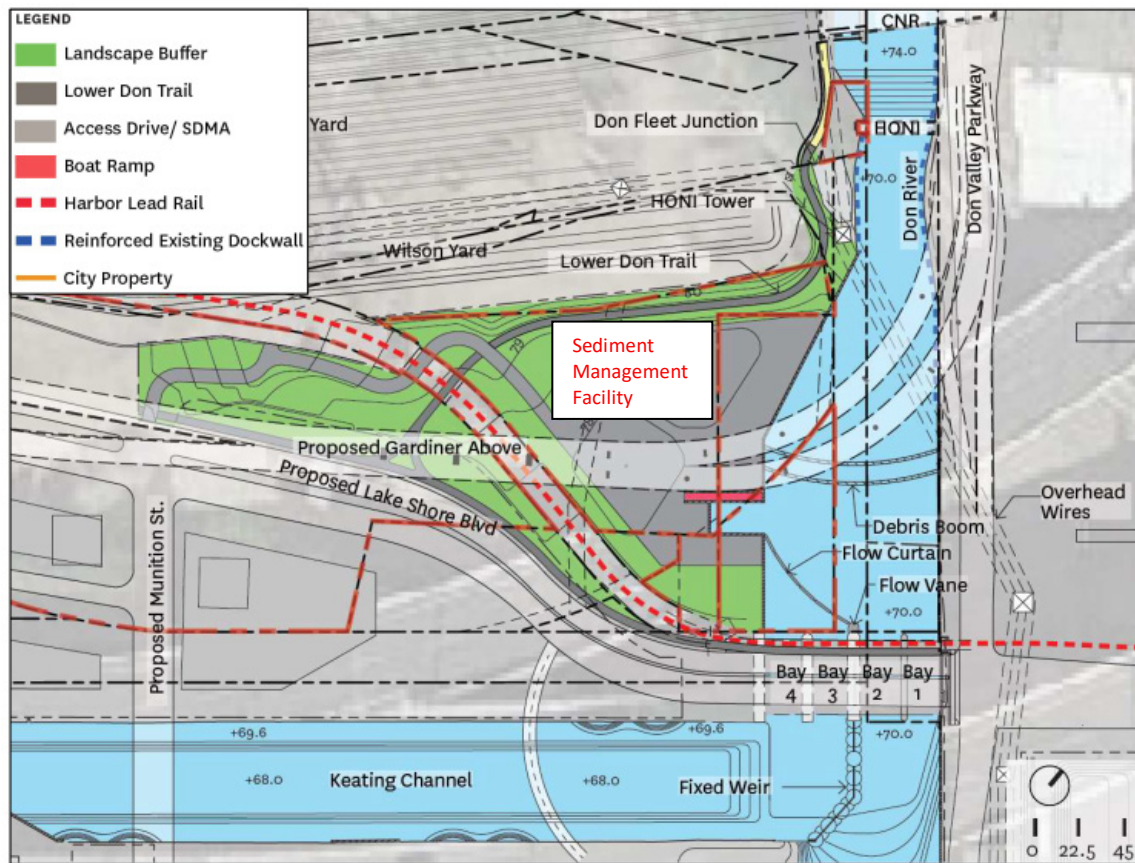 LEGEND
Landscape Buffer
Lower Don Trail
Access Drive/ SDMA
Boat Ramp
Harbor Lead Rail
Reinforced Existing Dockwall
City Property
CNR
+74.0
Yard
Don Fleet Junction
HONI
+70.0
Don River
Don Valley Parkway
HONI Tower
Wilson Yard
Lower Don Trail
80
79
78
Sediment
Management
Facility
Proposed Gardiner Above
Proposed Lake Shore Blvd
Proposed Munition St.
Overhead
Wires
Debris Boom
Flow Curtain
Flow Vane
+70.0
Bay
4
Bay
3
Bay
2
Bay
1
+69.6
+69.6
+70.0
+68.0
Keating Channel
+68.0
Fixed Weir
0 22.5 45